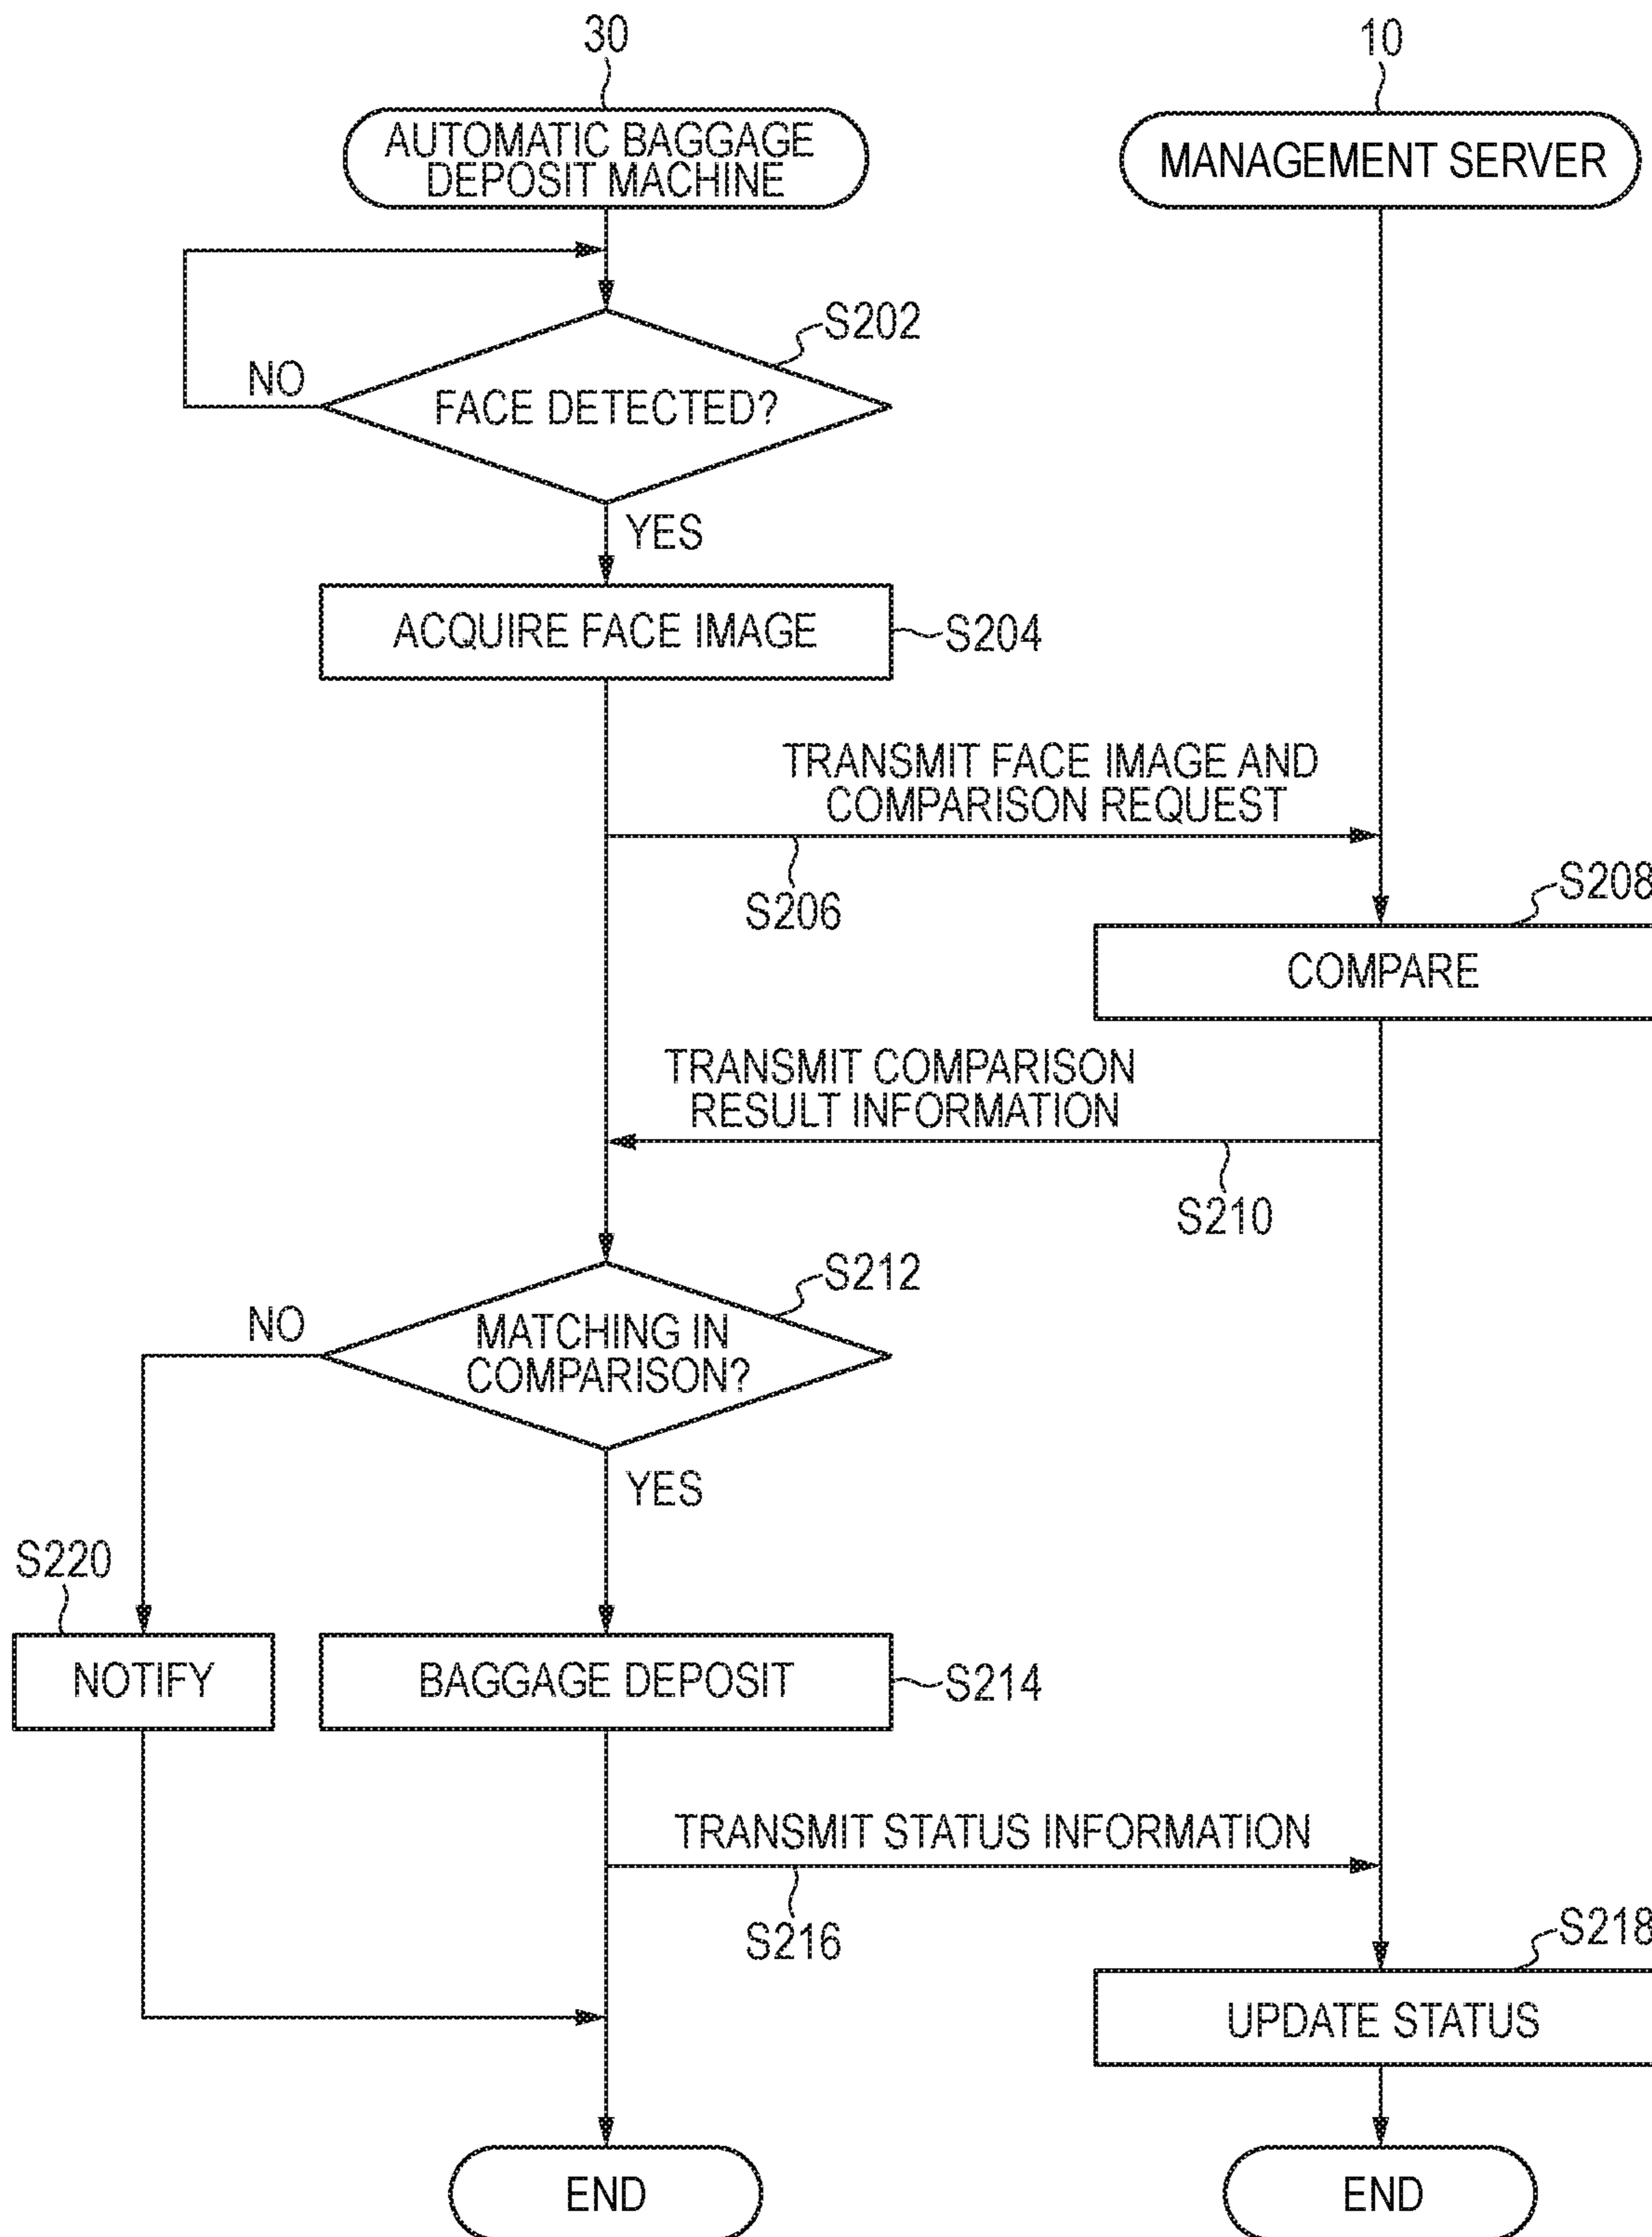 30
10
AUTOMATIC BAGGAGE
DEPOSIT MACHINE
MANAGEMENT SERVER
S202
NO
FACE DETECTED?
YES
ACQUIRE FACE IMAGE
S204
TRANSMIT FACE IMAGE AND
COMPARISON REQUEST
S206
S208
COMPARE
TRANSMIT COMPARISON
RESULT INFORMATION
S210
S212
NO
MATCHING IN
COMPARISON?
YES
S220
NOTIFY
BAGGAGE DEPOSIT
S214
TRANSMIT STATUS INFORMATION
S216
S218
UPDATE STATUS
END
END